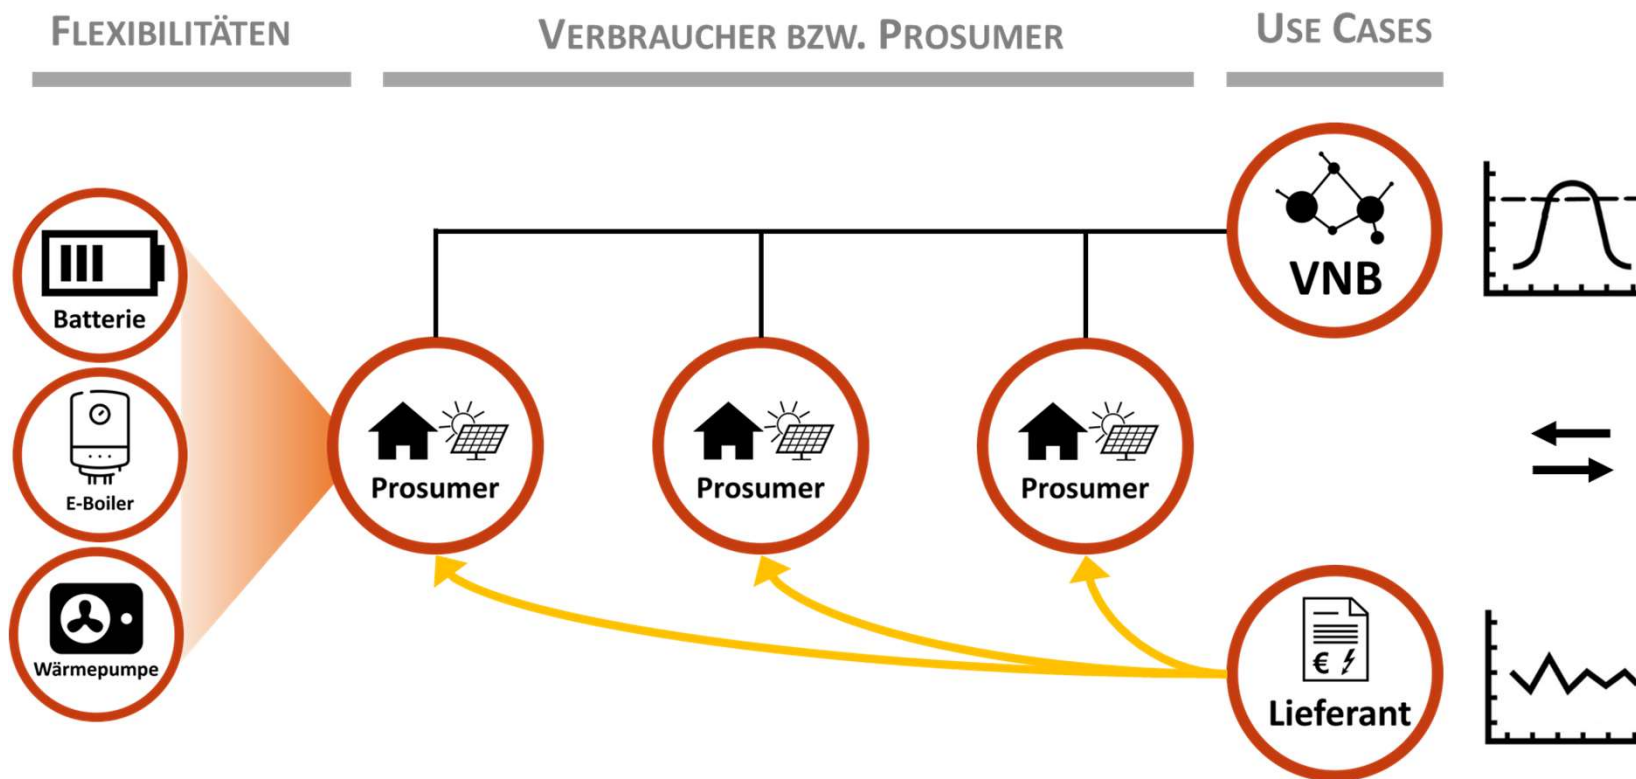 FLEXIBILITÄTEN
VERBRAUCHER BZW. PROSUMER
USE CASES
Batterie
E-Boiler
Wärmepumpe
Prosumer
Prosumer
Prosumer
VNB
€
Lieferant